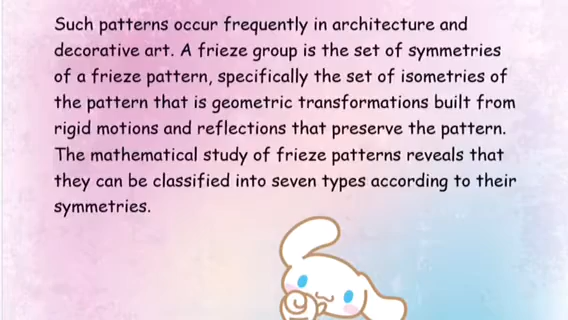 Such patterns occur frequently in architecture and
decorative art. A frieze group is the set of symmetries
of a frieze pattern, specifically the set of isometries of
the pattern that is geometric transformations built from
rigid motions and reflections that preserve the pattern.
The mathematical study of frieze patterns reveals that
they can be classified into seven types according to their
symmetries.